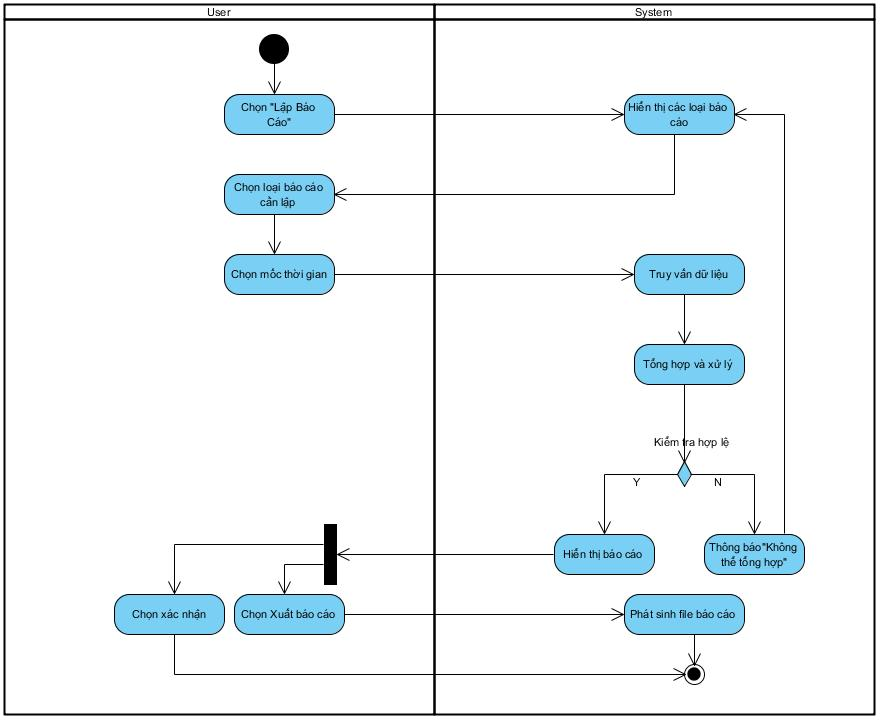 User
System
Chọn "Lập Báo
Cáo"
Hiển thị các loại báo
cáo
Chọn loại báo cáo
cần lập
Chọn mốc thời gian
Truy vấn dữ liệu
Tổng hợp và xử lý
Kiểm tra hợp lệ
Y
N
Hiển thị báo cáo
Thông báo"Không
thể tổng hợp"
Chọn xác nhận
Chọn Xuất báo cáo
Phát sinh file báo cáo